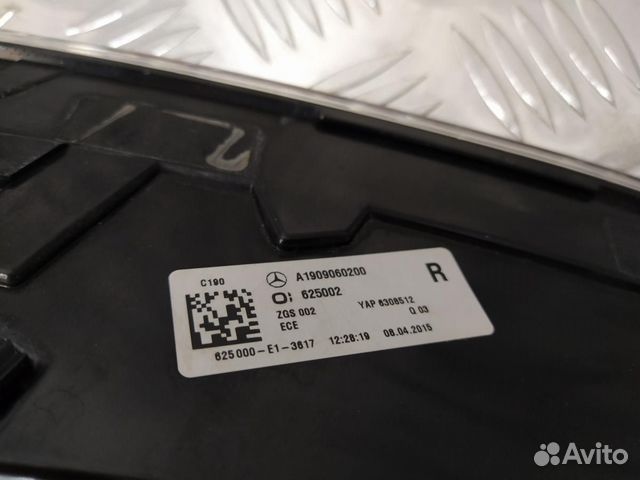 C190
A1909060200
R
O; 625002
ZGS 002 YAP 8308512
ECE Q 03
625000-E1-3617 12:28:19 08.04.2015
Avito